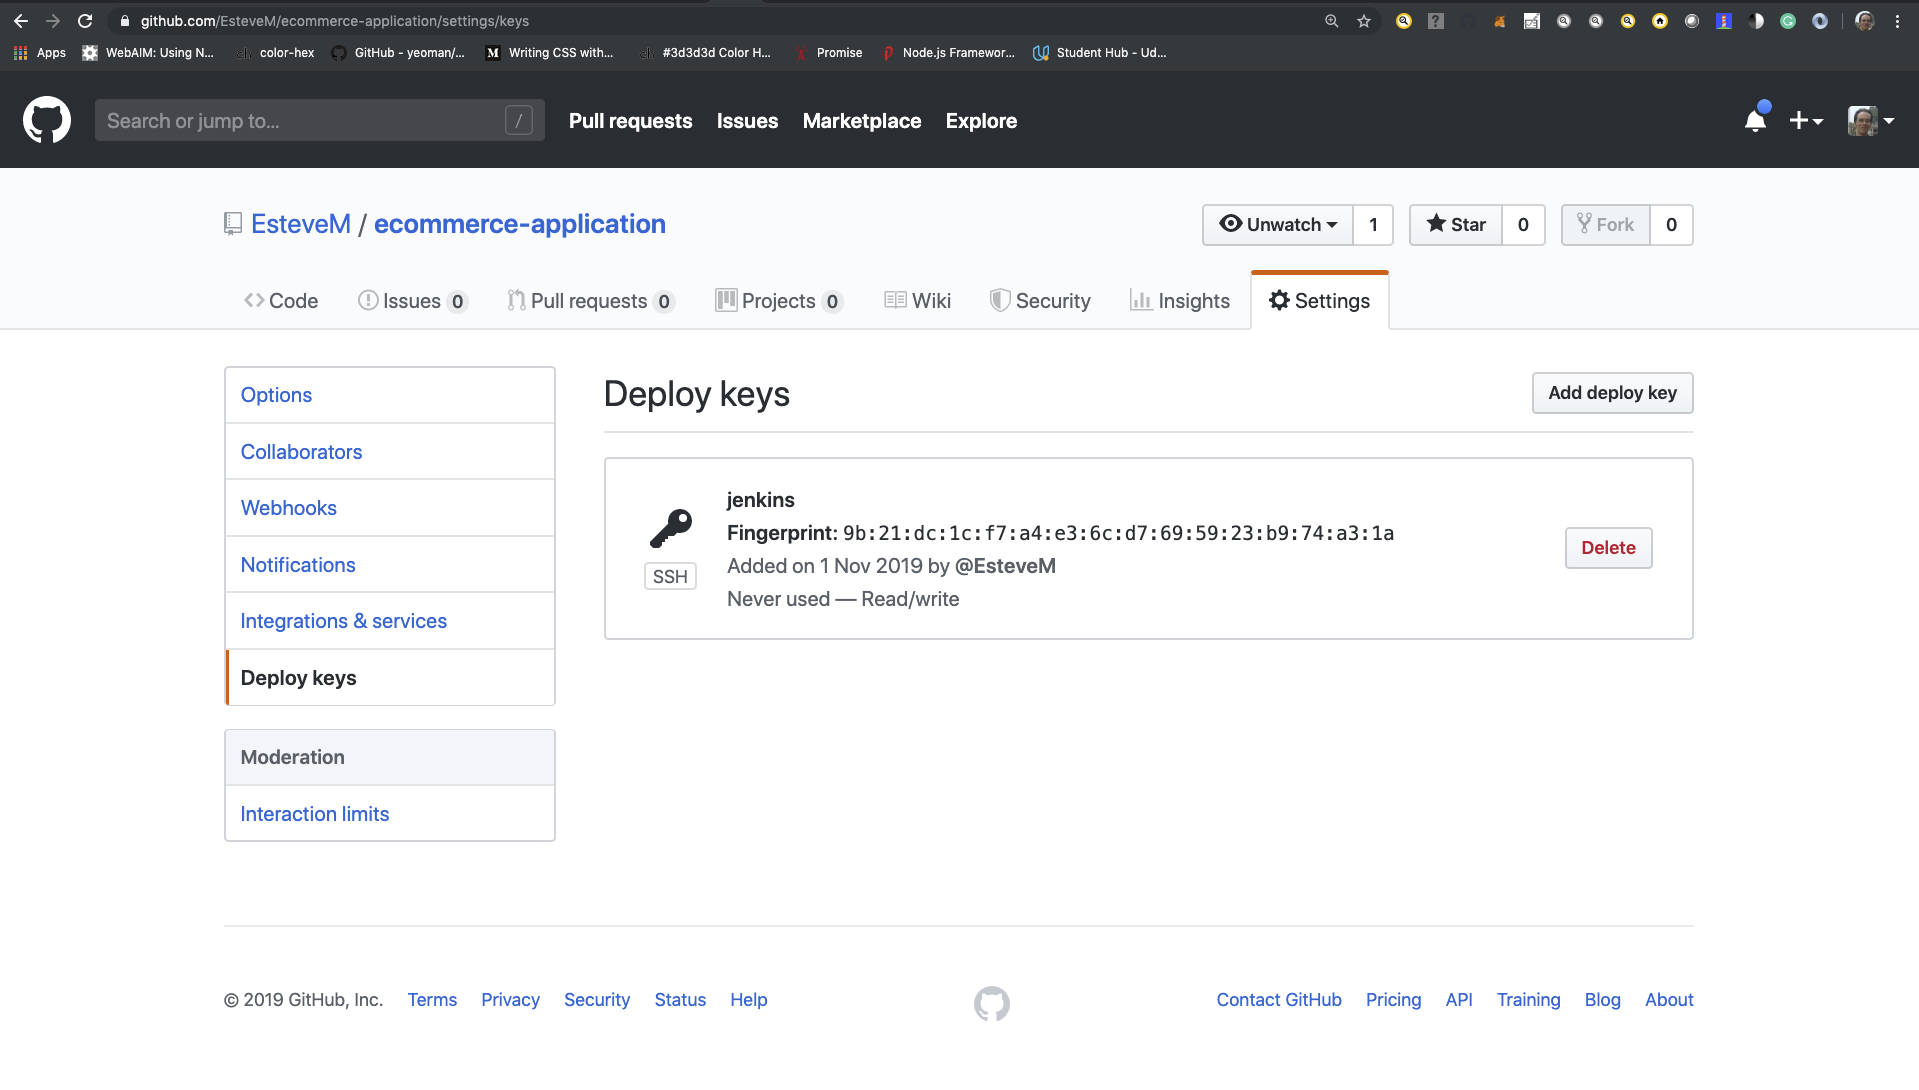 github.com/EsteveM/ecommerce-application/settings/keys
Apps WebAIM: Using N... color-hex GitHub - yeoman/... Writing CSS with... #3d3d3d Color H... Promise Node.js Framewor... Student Hub - Ud...
Search or jump to... / Pull requests Issues Marketplace Explore
EsteveM / ecommerce-application
Unwatch 1 Star 0 Fork 0
Code Issues 0 Pull requests 0 Projects 0 Wiki Security Insights Settings
Options
Collaborators
Webhooks
Notifications
Integrations & services
Deploy keys
Moderation
Interaction limits
Deploy keys
Add deploy key
jenkins
Fingerprint: 9b:21:dc:1c:f7:a4:e3:6c:d7:69:59:23:b9:74:a3:1a
Added on 1 Nov 2019 by @EsteveM
Never used — Read/write
SSH
Delete
© 2019 GitHub, Inc. Terms Privacy Security Status Help
Contact GitHub Pricing API Training Blog About